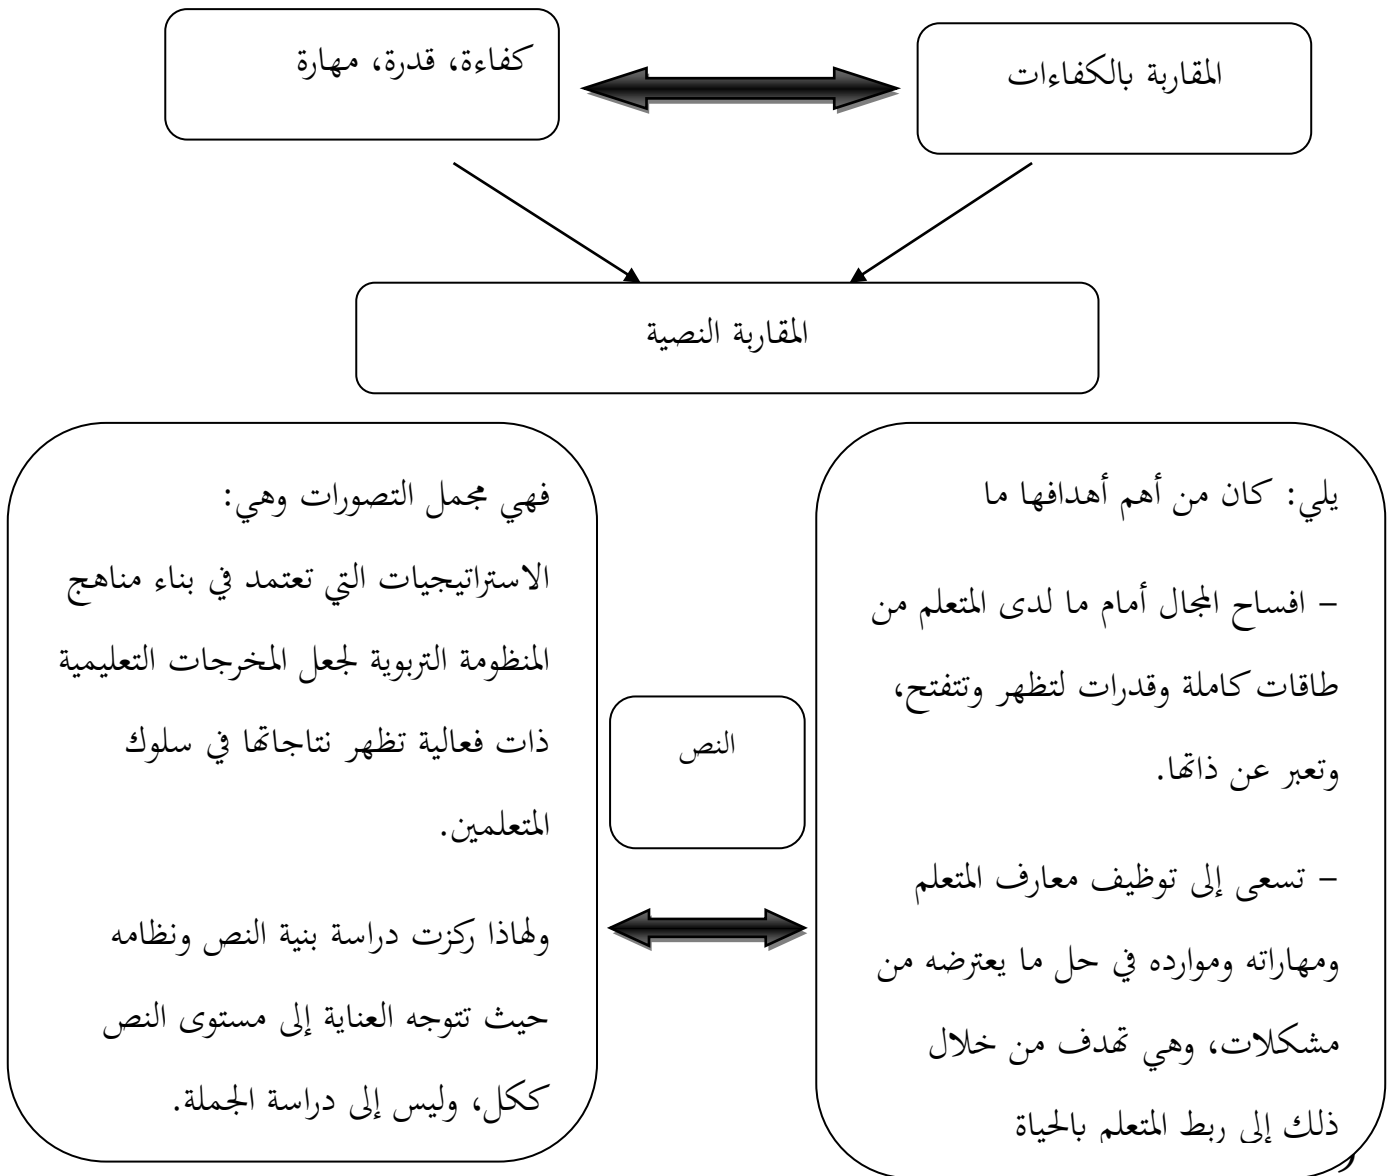 المقاربة بالكفاءات
كفاءة، قدرة، مهارة
المقاربة النصية
يلي: كان من أهم أهدافها ما
– افساح المجال أمام ما لدى المتعلم من
طاقات كاملة وقدرات لتظهر وتتفتح،
وتعبر عن ذاتها.
– تسعى إلى توظيف معارف المتعلم
ومهاراته وموارده في حل ما يعترضه من
مشكلات، وهي تهدف من خلال
ذلك إلى ربط المتعلم بالحياة
النص
فهي مجمل التصورات وهي:
الاستراتيجيات التي تعتمد في بناء مناهج
المنظومة التربوية لجعل المخرجات التعليمية
ذات فعالية تظهر نتاجاتها في سلوك
المتعلمين.
ولهاذا ركزت دراسة بنية النص ونظامه
حيث تتوجه العناية إلى مستوى النص
ككل، وليس إلى دراسة الجملة.